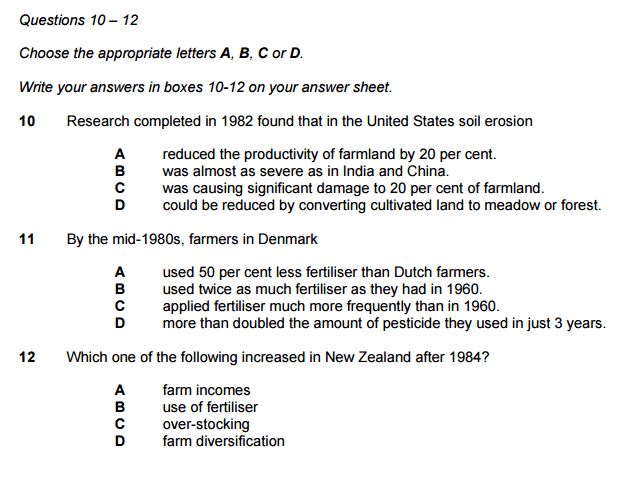 Questions 10 – 12
Choose the appropriate letters A, B, C or D.
Write your answers in boxes 10-12 on your answer sheet.
10 Research completed in 1982 found that in the United States soil erosion
A reduced the productivity of farmland by 20 per cent.
B was almost as severe as in India and China.
C was causing significant damage to 20 per cent of farmland.
D could be reduced by converting cultivated land to meadow or forest.
11 By the mid-1980s, farmers in Denmark
A used 50 per cent less fertiliser than Dutch farmers.
B used twice as much fertiliser as they had in 1960.
C applied fertiliser much more frequently than in 1960.
D more than doubled the amount of pesticide they used in just 3 years.
12 Which one of the following increased in New Zealand after 1984?
A farm incomes
B use of fertiliser
C over-stocking
D farm diversification